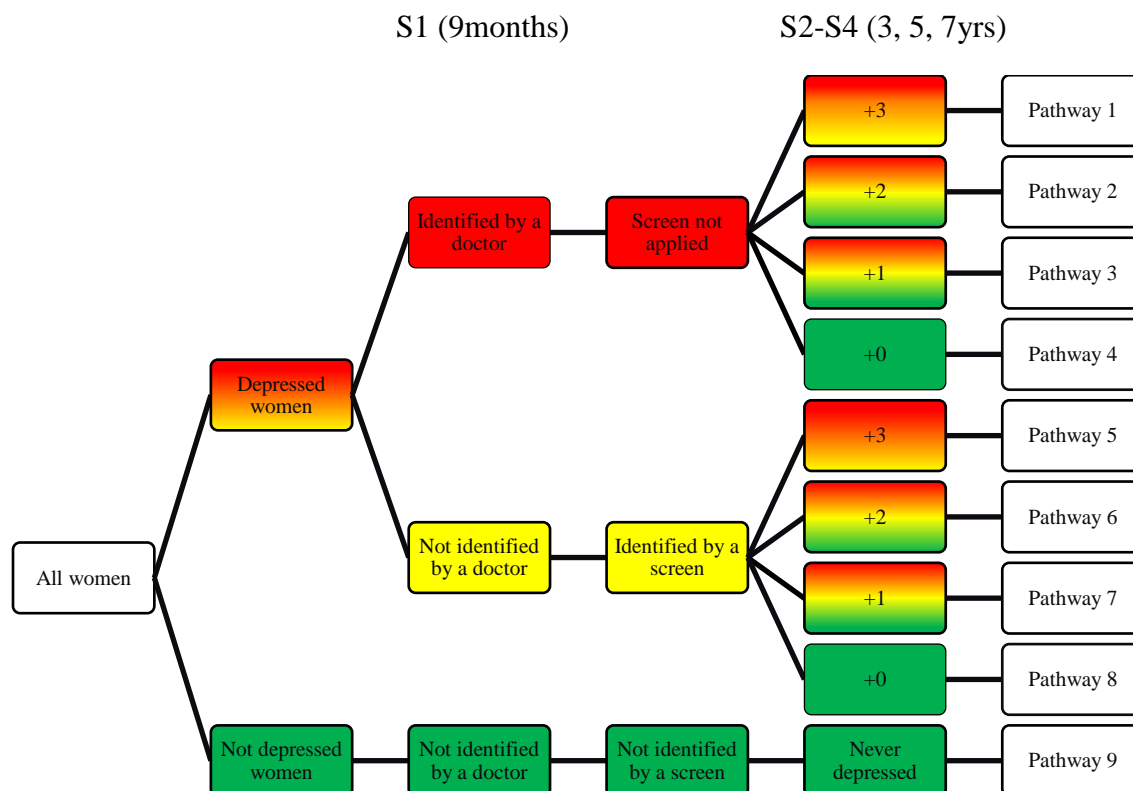 S1 (9months)
S2-S4 (3, 5, 7yrs)
+3
Pathway 1
+2
Pathway 2
Identified by a
doctor
Screen not
applied
+1
Pathway 3
+0
Pathway 4
Depressed
women
+3
Pathway 5
+2
Pathway 6
Not identified
by a doctor
Identified by a
screen
All women
+1
Pathway 7
+0
Pathway 8
Not depressed
women
Not identified
by a doctor
Not identified
by a screen
Never
depressed
Pathway 9